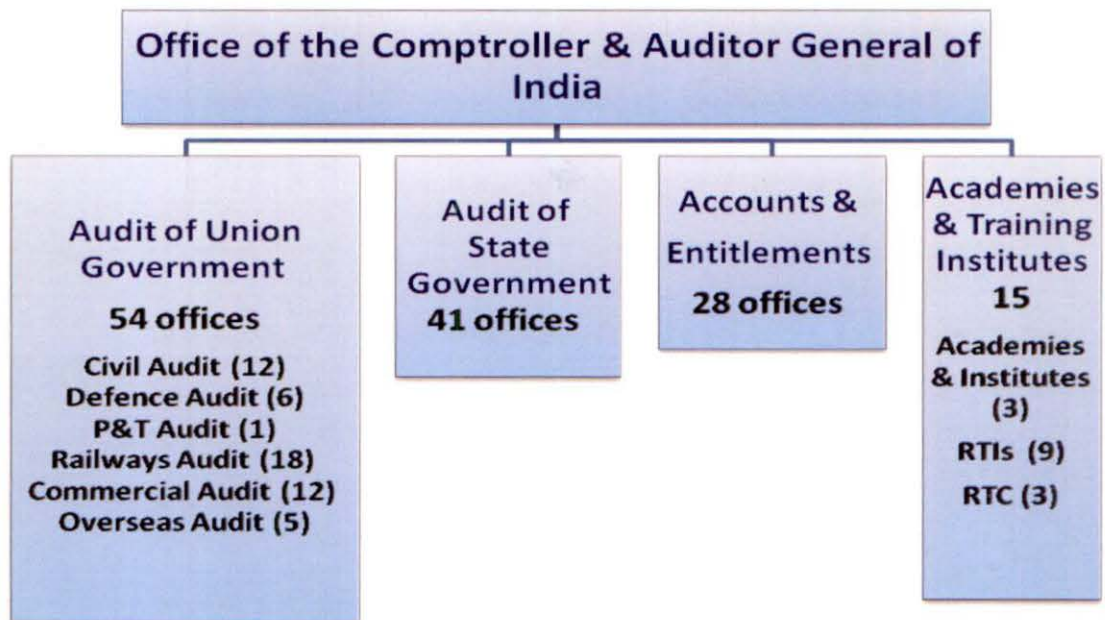 Office of the Comptroller & Auditor General of
India
Audit of Union
Government
54 offices
Civil Audit (12)
Defence Audit (6)
P&T Audit (1)
Railways Audit (18)
Commercial Audit (12)
Overseas Audit (5)
Audit of
State
Government
41 offices
Accounts &
Entitlements
28 offices
Academies
& Training
Institutes
15
Academies
& Institutes
(3)
RTIs (9)
RTC (3)